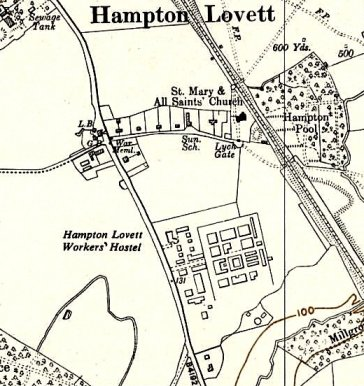 Hampton Lovett
Sewage
Tank
F.P.
F.P.
600 Yds.
500
St. Mary &
All Saints' Church
L.B.
G.P.
War
Meml.
Sun.
Sch.
Lych
Gate
Hampton
Pool
Hampton Lovett
Workers' Hostel
131
100